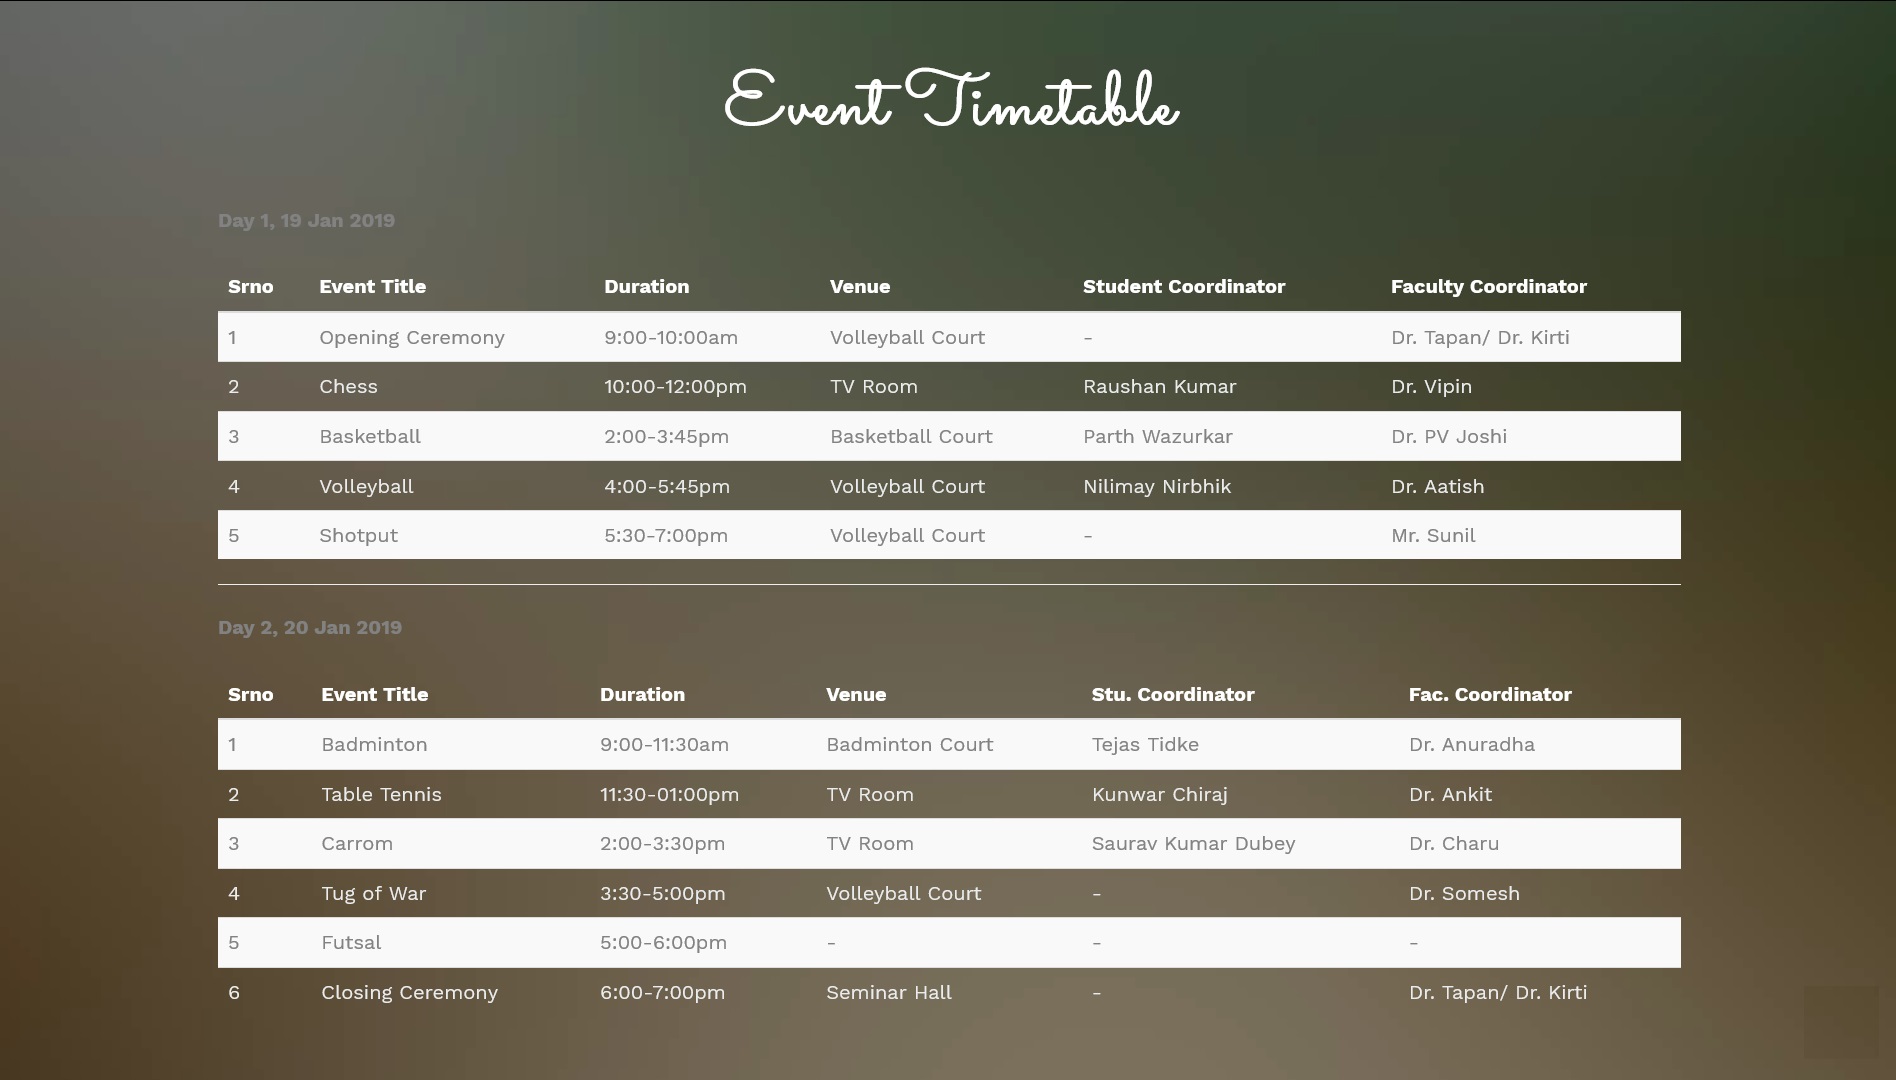 Event Timetable
Day 1, 19 Jan 2019
Srno Event Title Duration Venue Student Coordinator Faculty Coordinator
1 Opening Ceremony 9:00-10:00am Volleyball Court - Dr. Tapan/ Dr. Kirti
2 Chess 10:00-12:00pm TV Room Raushan Kumar Dr. Vipin
3 Basketball 2:00-3:45pm Basketball Court Parth Wazurkar Dr. PV Joshi
4 Volleyball 4:00-5:45pm Volleyball Court Nilimay Nirbhik Dr. Aatish
5 Shotput 5:30-7:00pm Volleyball Court - Mr. Sunil
Day 2, 20 Jan 2019
Srno Event Title Duration Venue Stu. Coordinator Fac. Coordinator
1 Badminton 9:00-11:30am Badminton Court Tejas Tidke Dr. Anuradha
2 Table Tennis 11:30-01:00pm TV Room Kunwar Chiraj Dr. Ankit
3 Carrom 2:00-3:30pm TV Room Saurav Kumar Dubey Dr. Charu
4 Tug of War 3:30-5:00pm Volleyball Court - Dr. Somesh
5 Futsal 5:00-6:00pm - - -
6 Closing Ceremony 6:00-7:00pm Seminar Hall - Dr. Tapan/ Dr. Kirti